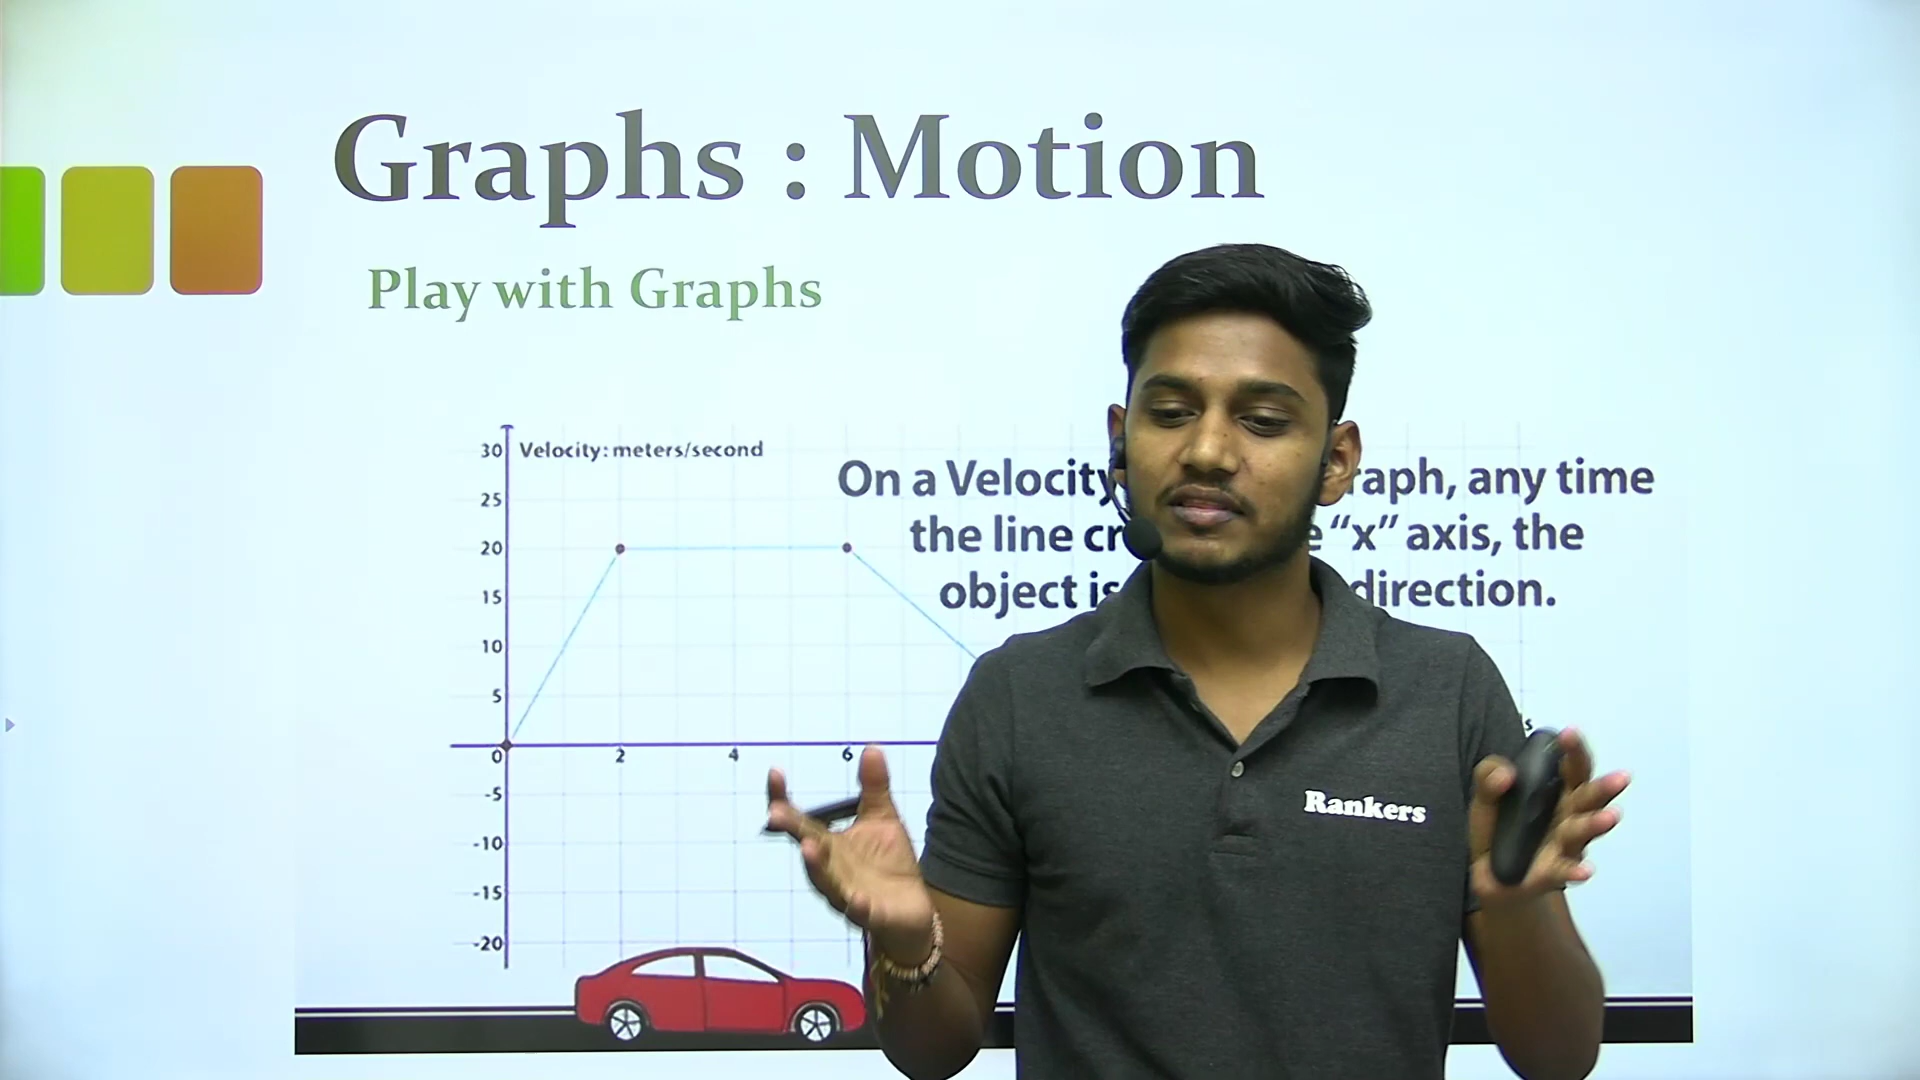 Graphs : Motion
Play with Graphs
30
Velocity: meters/second
25
20
15
10
5
0
2
4
6
-5
-10
-15
-20
On a Velocity raph, any time
the line cr e “x” axis, the
object is direction.
s
Rankers